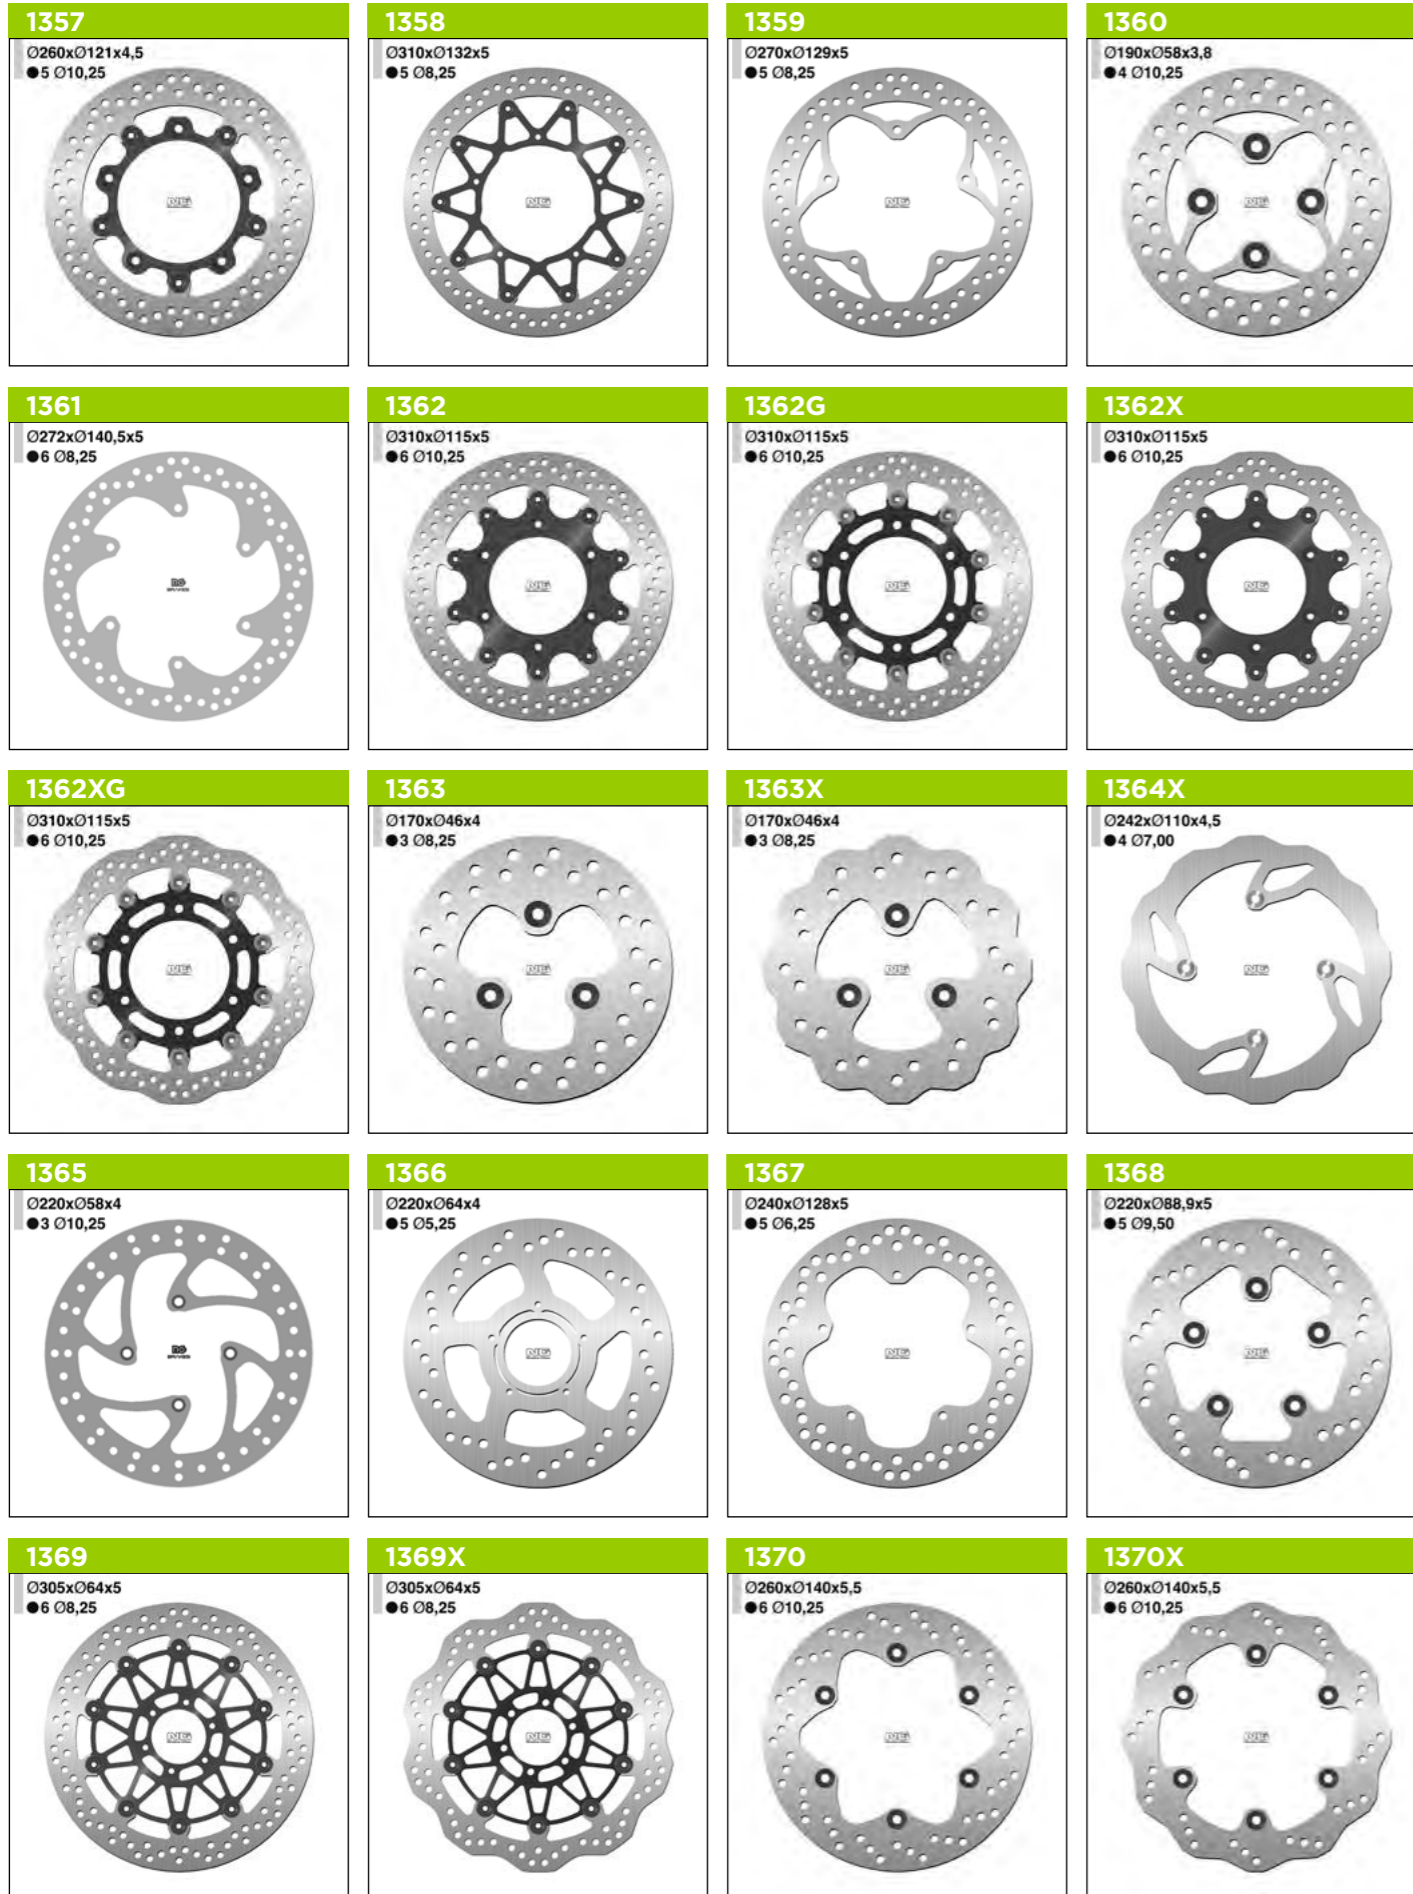 1357
Ø260xØ121x4,5
●5 Ø10,25
1358
Ø310xØ132x5
●5 Ø8,25
1359
Ø270xØ129x5
●5 Ø8,25
1360
Ø190xØ58x3,8
●4 Ø10,25
1361
Ø272xØ140,5x5
●6 Ø8,25
1362
Ø310xØ115x5
●6 Ø10,25
1362G
Ø310xØ115x5
●6 Ø10,25
1362X
Ø310xØ115x5
●6 Ø10,25
1362XG
Ø310xØ115x5
●6 Ø10,25
1363
Ø170xØ46x4
●3 Ø8,25
1363X
Ø170xØ46x4
●3 Ø8,25
1364X
Ø242xØ110x4,5
●4 Ø7,00
1365
Ø220xØ58x4
●3 Ø10,25
1366
Ø220xØ64x4
●5 Ø5,25
1367
Ø240xØ128x5
●5 Ø6,25
1368
Ø220xØ88,9x5
●5 Ø9,50
1369
Ø305xØ64x5
●6 Ø8,25
1369X
Ø305xØ64x5
●6 Ø8,25
1370
Ø260xØ140x5,5
●6 Ø10,25
1370X
Ø260xØ140x5,5
●6 Ø10,25